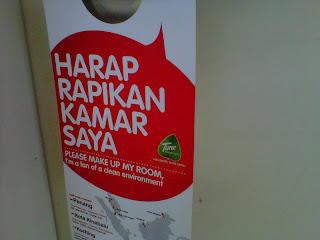 HARAP
RAPIKAN
KAMAR
SAYA
PLEASE MAKE UP MY ROOM,
I'm a fan of a clean environment
Tune
Penang
Kota Kinabalu
Kuching